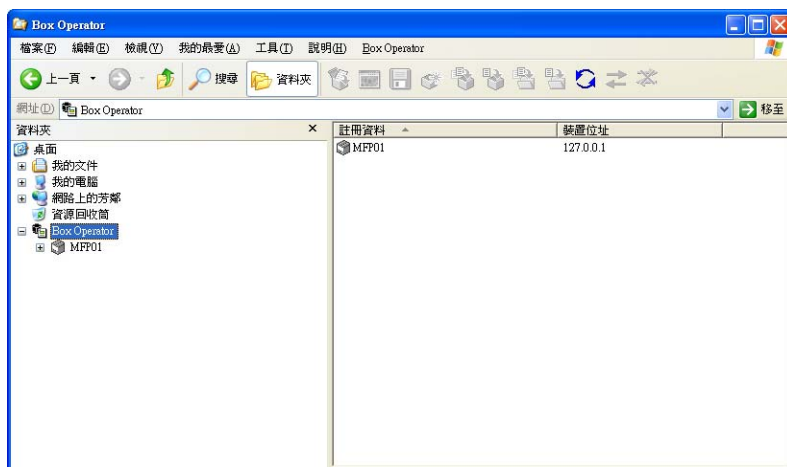 Box Operator
檔案(F) 編輯(E) 檢視(V) 我的最愛(A) 工具(T) 說明(H) Box Operator
上一頁 搜尋 資料夾
網址(D) Box Operator 移至
資料夾 註冊資料 裝置位址
MFP01 127.0.0.1
桌面
我的文件
我的電腦
網路上的芳鄰
資源回收筒
Box Operator
MFP01